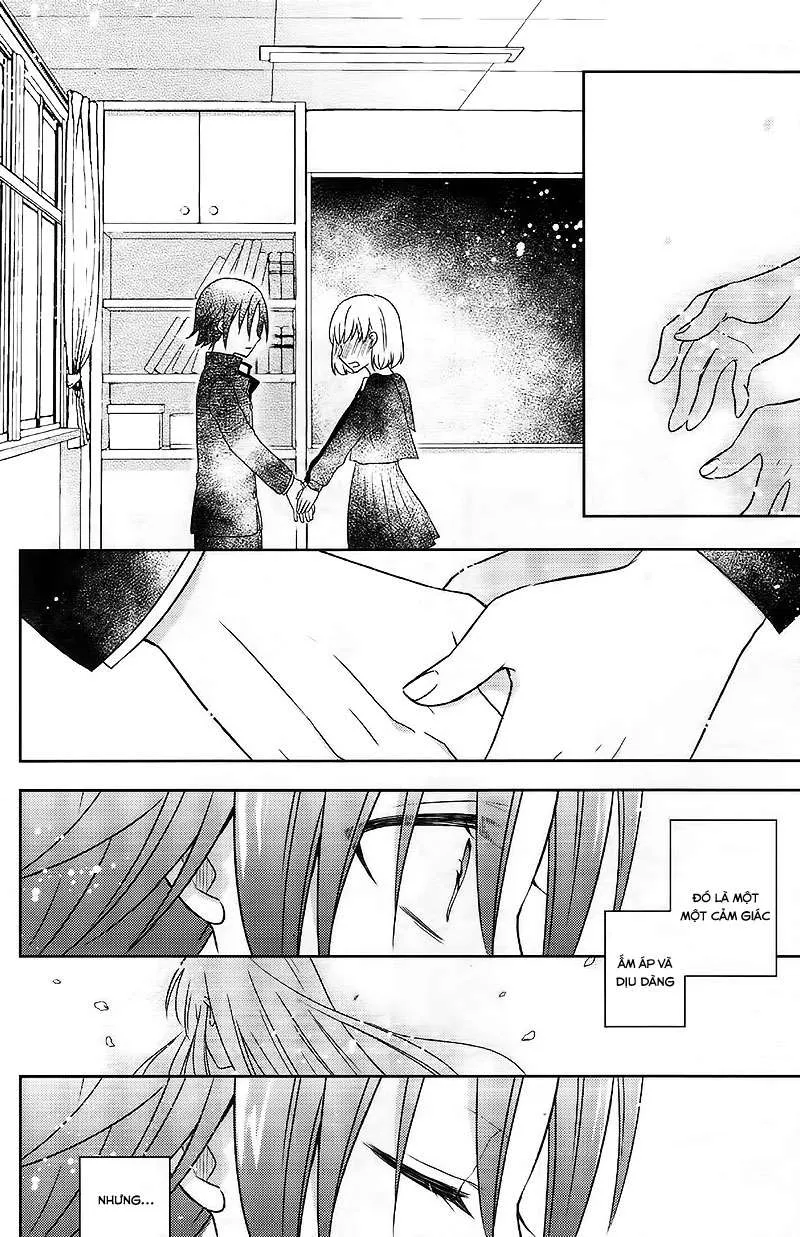 ĐÓ LÀ MỘT
MỘT CẢM GIÁC
ẤM ÁP VÀ
DỊU DÀNG
NHƯNG...